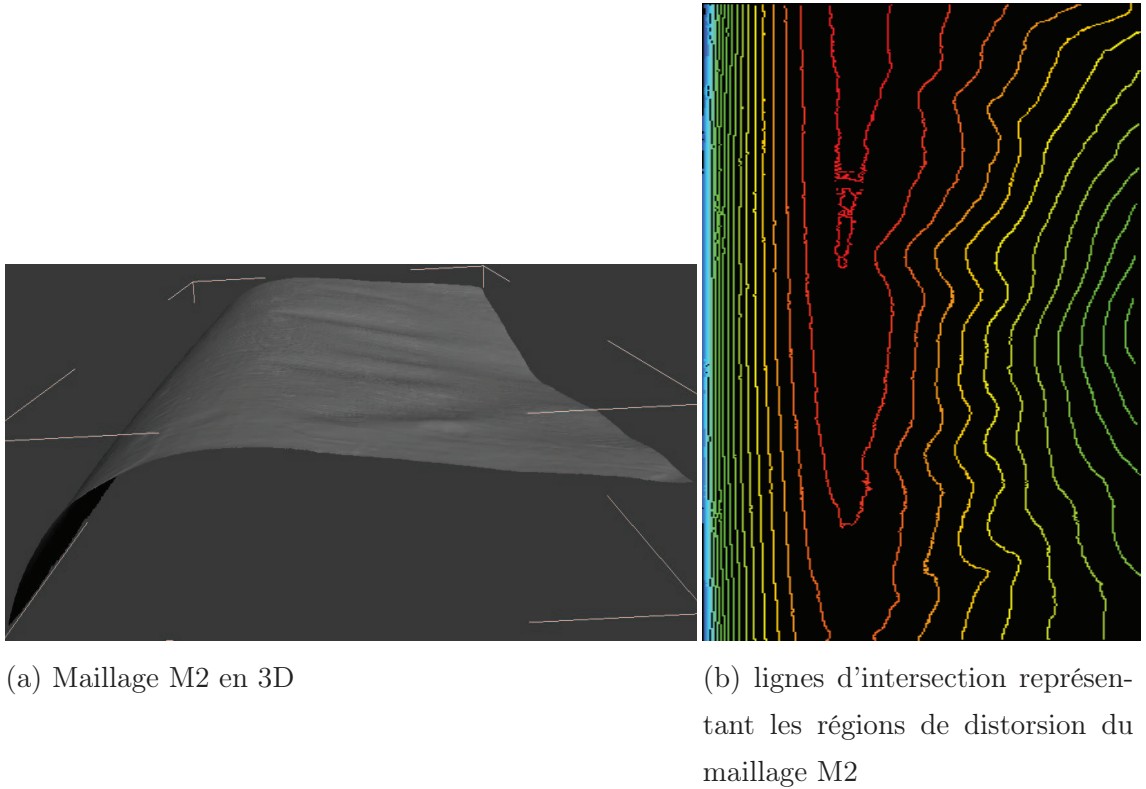 (a) Maillage M2 en 3D
(b) lignes d'intersection représen-
tant les régions de distorsion du
maillage M2